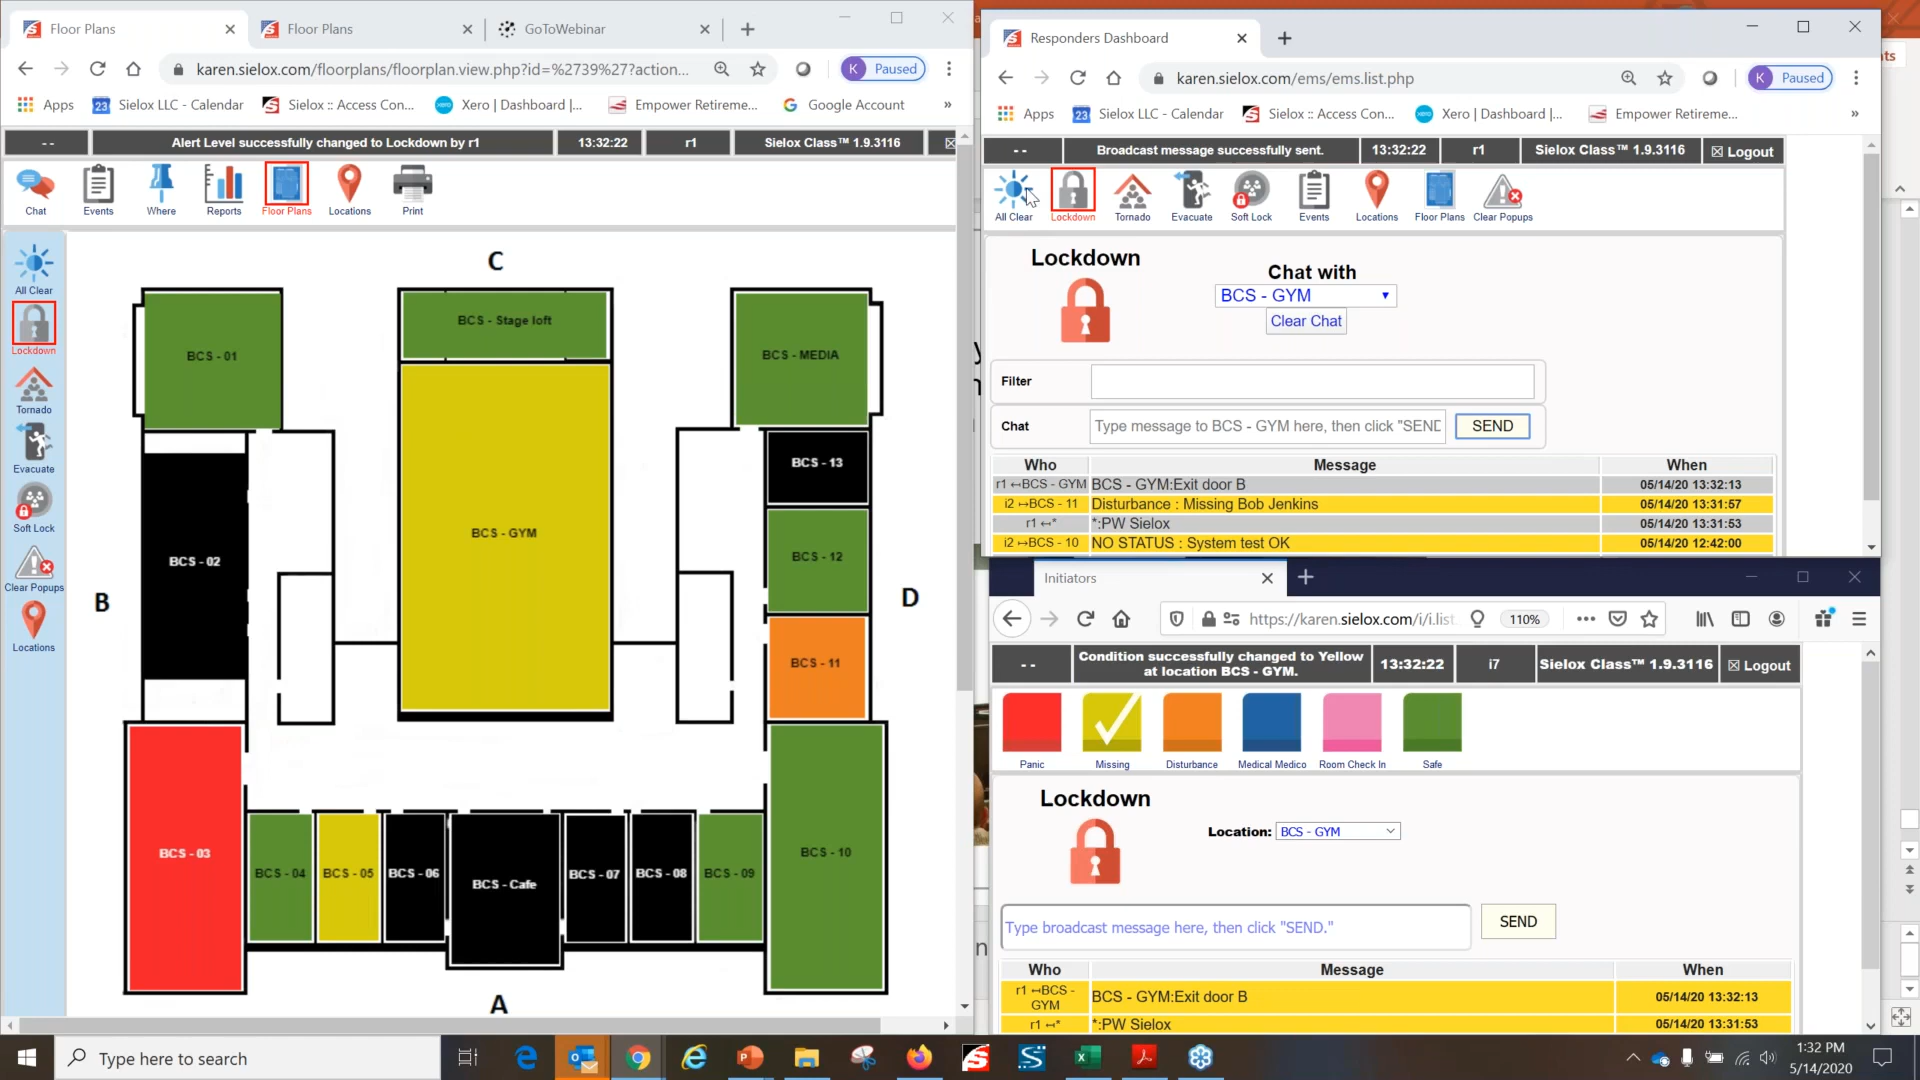 Floor Plans
Floor Plans
GoToWebinar
karen.sielox.com/floorplans/floorplan.view.php?id=%2739%27?action...
K Paused
Apps
23 Sielox LLC - Calendar
Sielox :: Access Con...
xero Xero | Dashboard |...
Empower Retireme...
Google Account
»
- -
Alert Level successfully changed to Lockdown by r1
13:32:22
r1
Sielox Class™ 1.9.3116
Chat
Events
Where
Reports
Floor Plans
Locations
Print
All Clear
Lockdown
Tornado
Evacuate
Soft Lock
Clear Popups
Locations
C
BCS - 01
BCS - Stage loft
BCS - MEDIA
BCS - 13
BCS - GYM
BCS - 02
BCS - 12
B
D
BCS - 11
BCS - 03
BCS - 04
BCS - 05
BCS - 06
BCS - Cafe
BCS - 07
BCS - 08
BCS - 09
BCS - 10
A
Responders Dashboard
karen.sielox.com/ems/ems.list.php
K Paused
Apps
23 Sielox LLC - Calendar
Sielox :: Access Con...
xero Xero | Dashboard |...
Empower Retireme...
»
- -
Broadcast message successfully sent.
13:32:22
r1
Sielox Class™ 1.9.3116
Logout
All Clear
Lockdown
Tornado
Evacuate
Soft Lock
Events
Locations
Floor Plans
Clear Popups
Lockdown
Chat with
BCS - GYM
Clear Chat
Filter
Chat
Type message to BCS - GYM here, then click "SEND
SEND
Who Message When
r1 ↤BCS - GYM BCS - GYM:Exit door B 05/14/20 13:32:13
i2 ↦BCS - 11 Disturbance : Missing Bob Jenkins 05/14/20 13:31:57
r1 ↤* *:PW Sielox 05/14/20 13:31:53
i2 ↦BCS - 10 NO STATUS : System test OK 05/14/20 12:42:00
Initiators
https://karen.sielox.com/i/i.list.
110%
- -
Condition successfully changed to Yellow
at location BCS - GYM.
13:32:22
i7
Sielox Class™ 1.9.3116
Logout
Panic
Missing
Disturbance
Medical Medico
Room Check In
Safe
Lockdown
Location: BCS - GYM
Type broadcast message here, then click "SEND."
SEND
Who Message When
r1 ↤BCS -
GYM
BCS - GYM:Exit door B 05/14/20 13:32:13
r1 ↤* *:PW Sielox 05/14/20 13:31:53
Type here to search
1:32 PM
5/14/2020